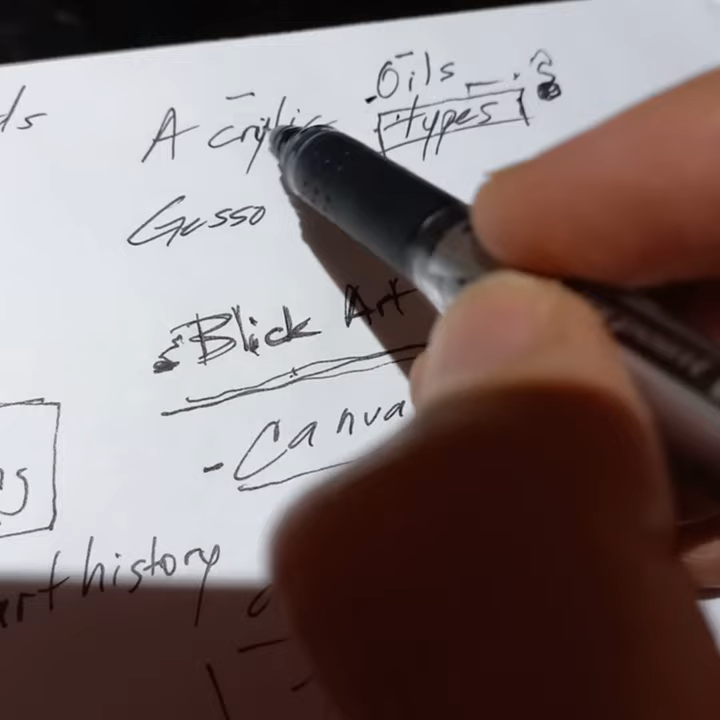 Oils
Acrylic types
Gesso
Blick Art
-Canva
art history